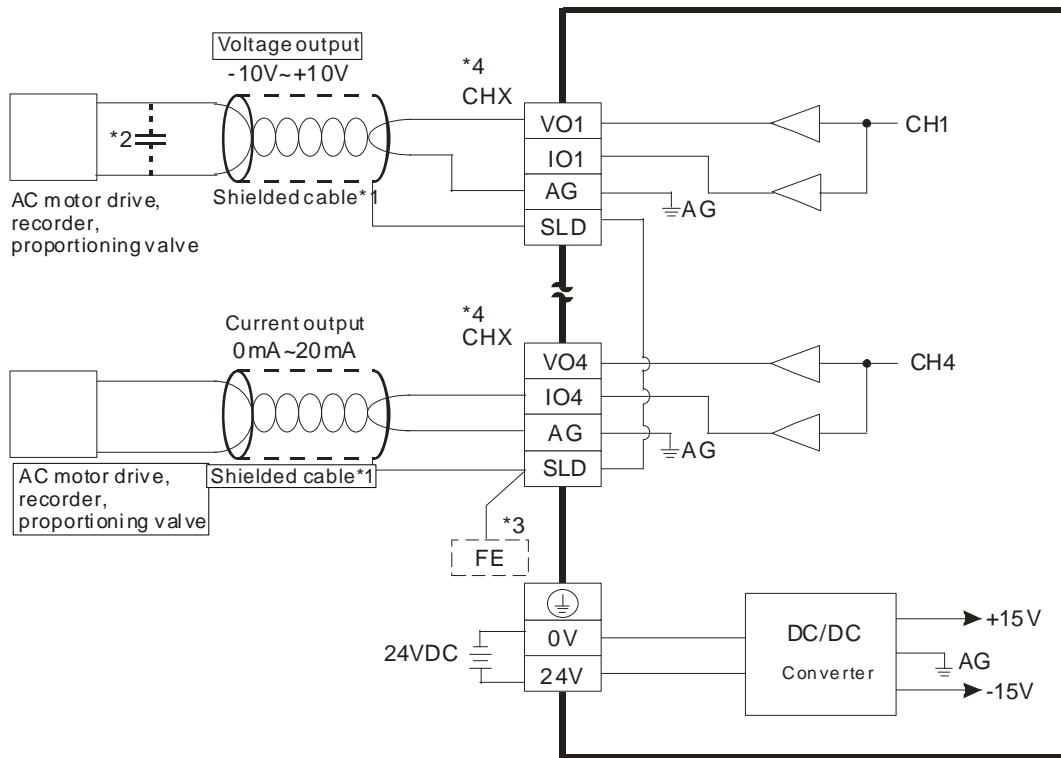 Voltage output
-10V~+10V
*4
CHX
*2
VO1
CH1
IO1
AG
AG
SLD
Shielded cable*1
AC motor drive,
recorder,
proportioning valve
Current output
0mA~20mA
*4
CHX
VO4
CH4
IO4
AG
AG
SLD
AC motor drive,
recorder,
proportioning valve
Shielded cable*1
*3
FE
24VDC
0V
24V
DC/DC
Converter
+15V
AG
-15V